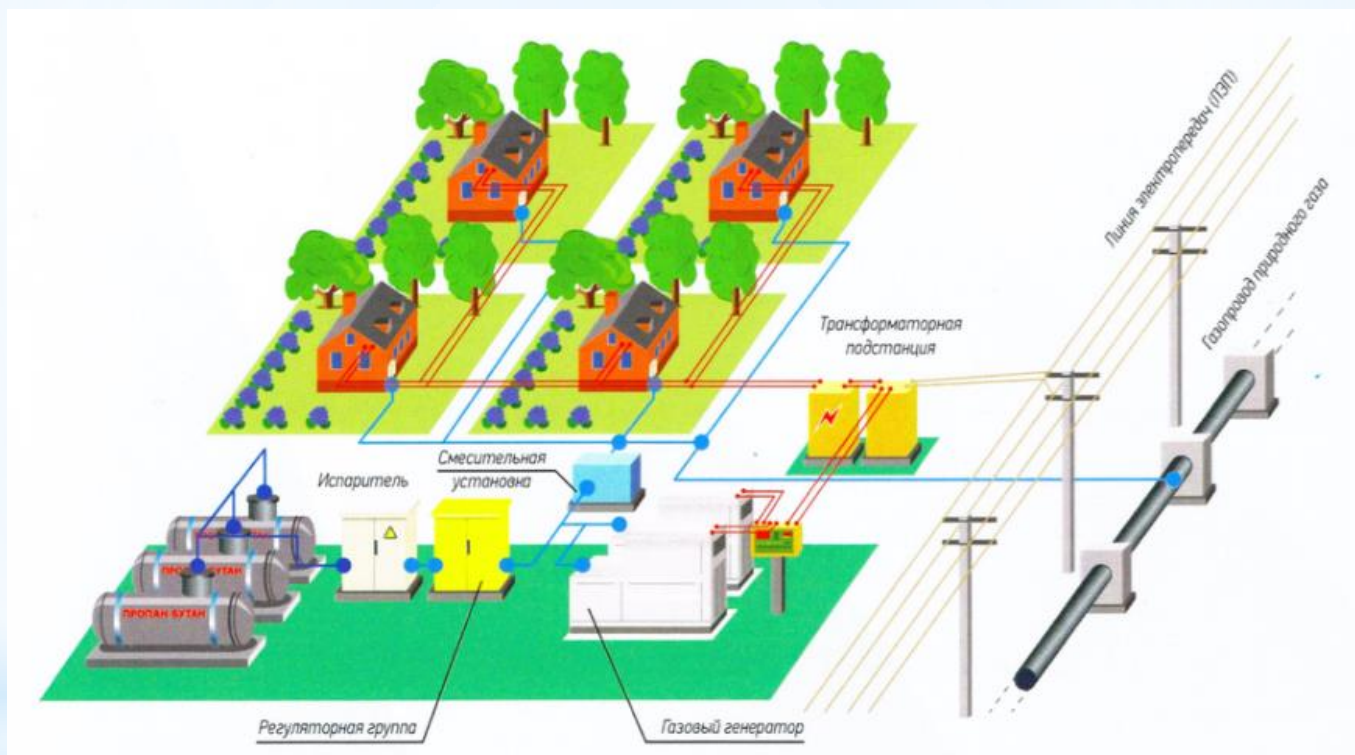 Линия электропередач (ЛЭП)
Газопровод природного газа
Трансформаторная
подстанция
Смесительная
установка
Испаритель
ПРОПАН-БУТАН
ПРОПАН-БУТАН
Регуляторная группа
Газовый генератор